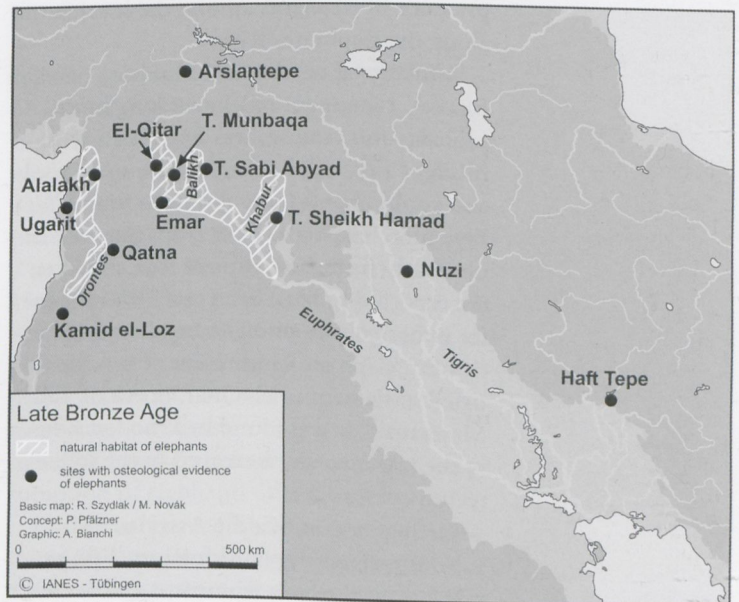 Arslantepe
El-Qitar
T. Munbaqa
Balikh
T. Sabi Abyad
Alalakh
Khabur
Ugarit
Emar
T. Sheikh Hamad
Qatna
Orontes
Nuzi
Kamid el-Loz
Euphrates
Tigris
Haft Tepe
Late Bronze Age
natural habitat of elephants
sites with osteological evidence
of elephants
Basic map: R. Szydlak / M. Novák
Concept: P. Pfälzner
Graphic: A. Bianchi
0 500 km
© IANES - Tübingen